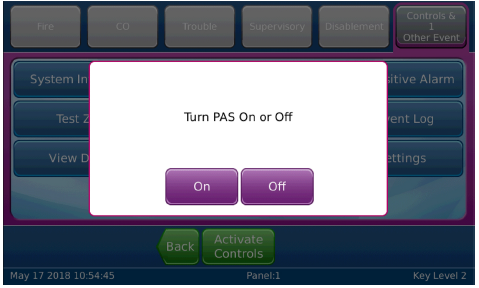 Fire
CO
Trouble
Supervisory
Disablement
Controls &
1
Other Event
System In
sitive Alarm
Turn PAS On or Off
Test 2
vent Log
View D
ettings
On
Off
Back
Activate
Controls
May 17 2018 10:54:45
Panel:1
Key Level 2